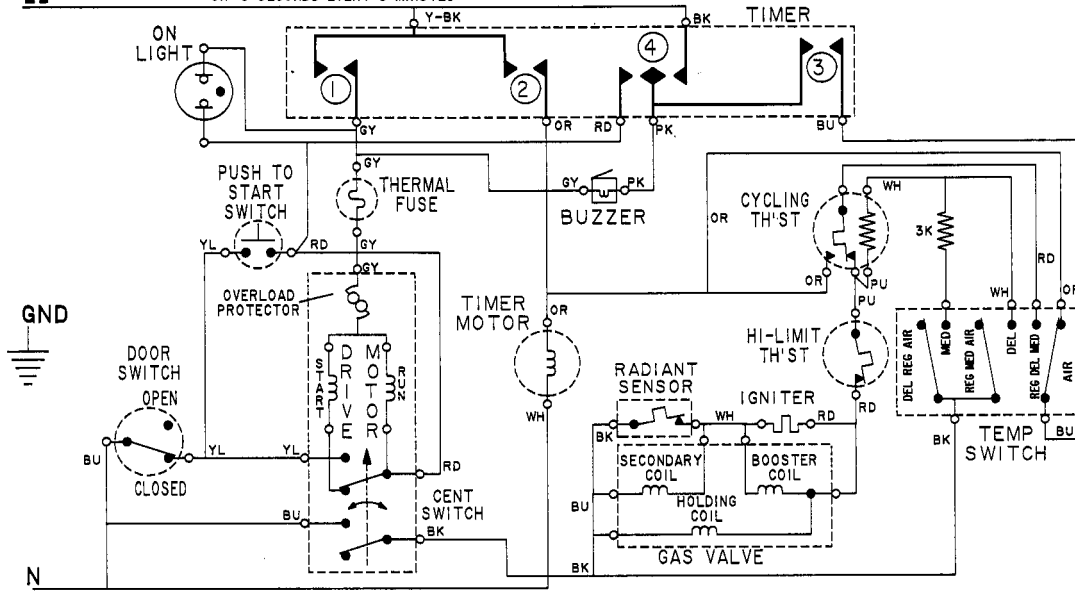 Y-BK
BK
TIMER
ON
LIGHT
1
2
4
3
GY
OR
RD
PK
BU
PUSH TO
START
SWITCH
GY
THERMAL
FUSE
GY
PK
BUZZER
CYCLING
TH'ST
WH
3K
OR
RD
YL
RD
GY
GY
OVERLOAD
PROTECTOR
TIMER
MOTOR
OR
OR
PU
PU
WH
OR
GND
HI-LIMIT
TH'ST
DEL REG AIR
MED
REG MED AIR
DEL
REG DEL MED
AIR
DOOR
SWITCH
OPEN
START
DRIVE
MOTOR
RUN
RADIANT
SENSOR
IGNITER
WH
RD
RD
WH
BK
BK
TEMP
SWITCH
BU
BU
YL
YL
CLOSED
RD
SECONDARY
COIL
BOOSTER
COIL
BU
HOLDING
COIL
CENT
SWITCH
BU
BK
GAS VALVE
BK
N